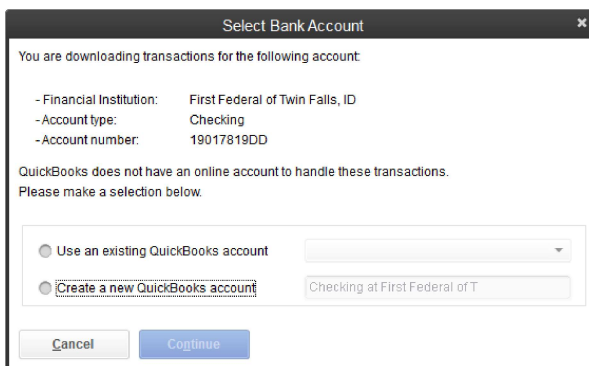 Select Bank Account
You are downloading transactions for the following account:
- Financial Institution: First Federal of Twin Falls, ID
- Account type: Checking
- Account number: 19017819DD
QuickBooks does not have an online account to handle these transactions.
Please make a selection below.
Use an existing QuickBooks account
Create a new QuickBooks account Checking at First Federal of T
Cancel Continue